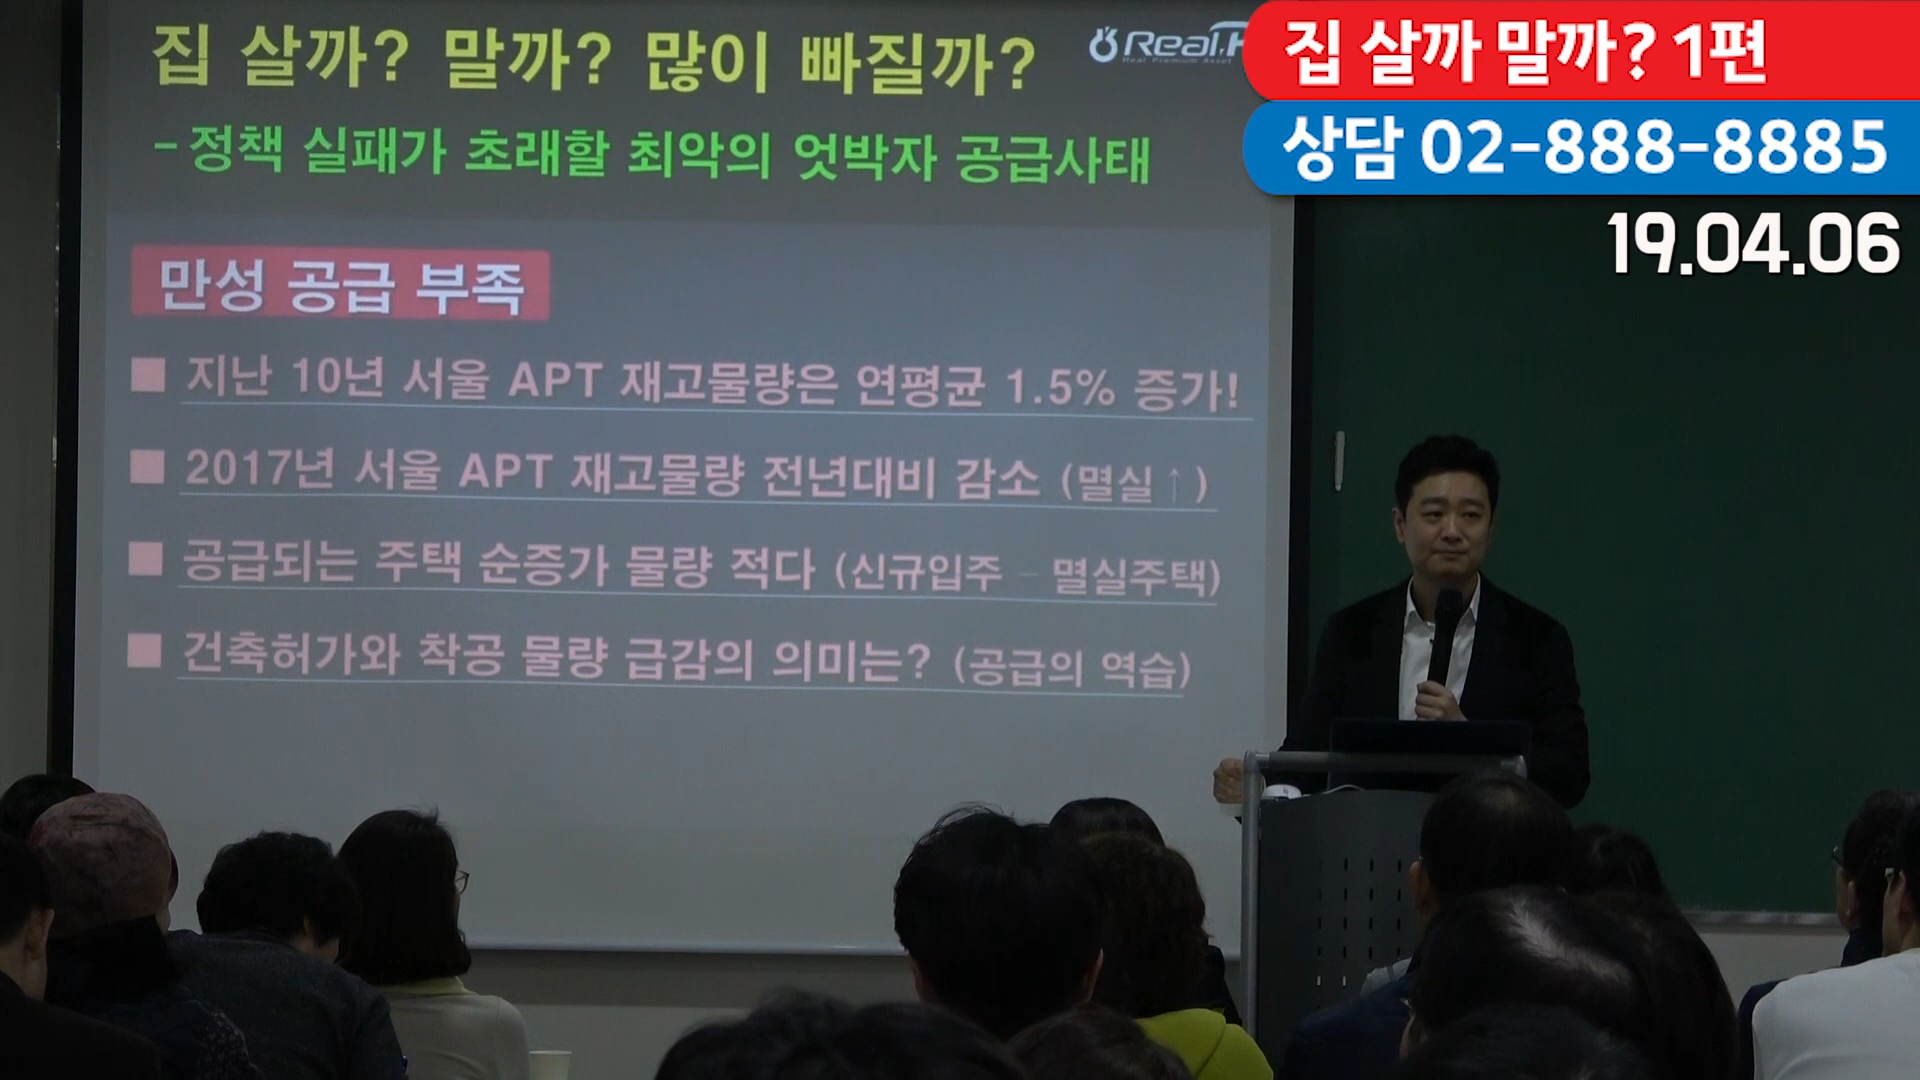 집 살까? 말까? 많이 빠질까?
Real
Real Premium Asset
- 정책 실패가 초래할 최악의 엇박자 공급사태
만성 공급 부족
■ 지난 10년 서울 APT 재고물량은 연평균 1.5% 증가!
■ 2017년 서울 APT 재고물량 전년대비 감소 (멸실↑)
■ 공급되는 주택 순증가 물량 적다 (신규입주 - 멸실주택)
■ 건축허가와 착공 물량 급감의 의미는? (공급의 역습)
집 살까 말까? 1편
상담 02-888-8885
19.04.06